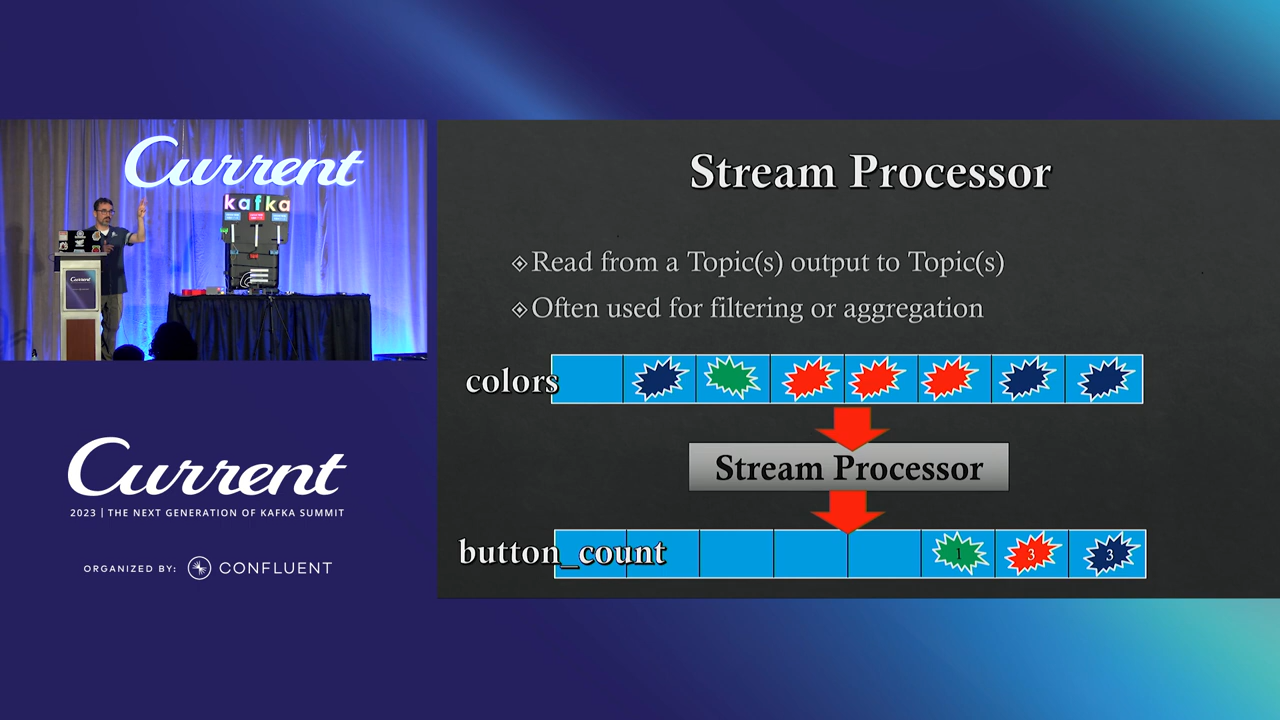 Current
kafka
Current
2023 | THE NEXT GENERATION OF KAFKA SUMMIT
ORGANIZED BY: CONFLUENT
Stream Processor
Read from a Topic(s) output to Topic(s)
Often used for filtering or aggregation
colors
Stream Processor
button_count
1 3 3